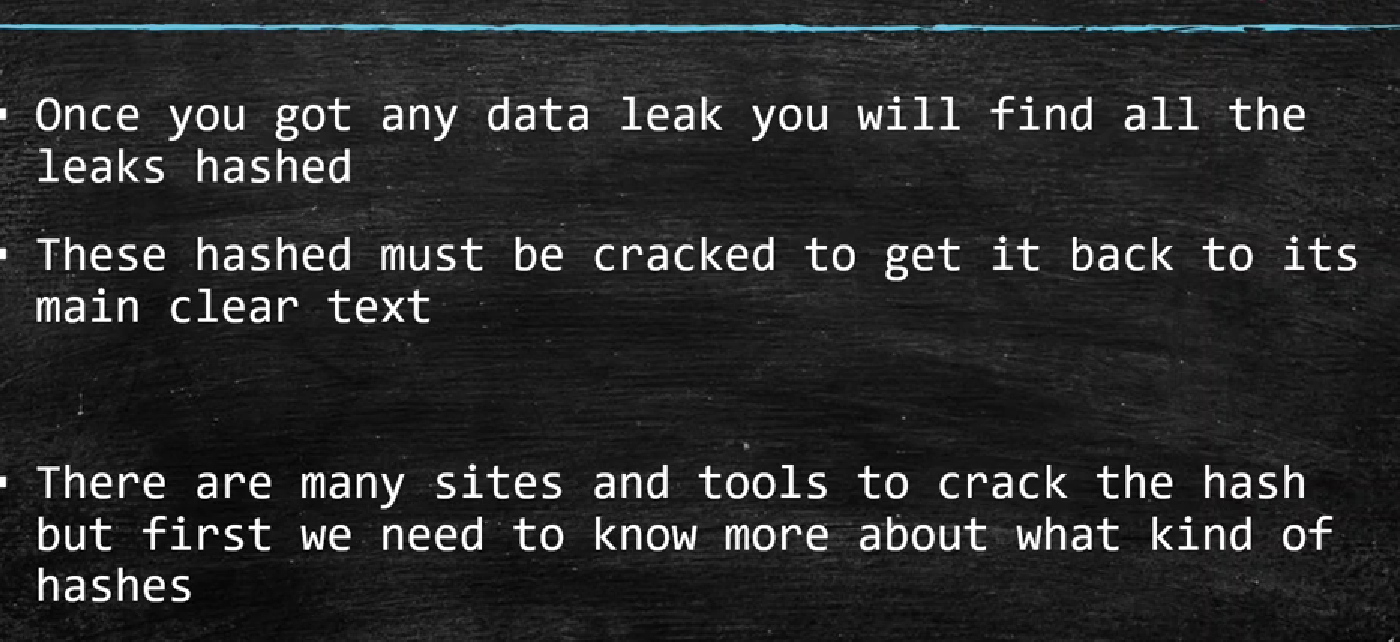 Once you got any data leak you will find all the
leaks hashed
These hashed must be cracked to get it back to its
main clear text
There are many sites and tools to crack the hash
but first we need to know more about what kind of
hashes